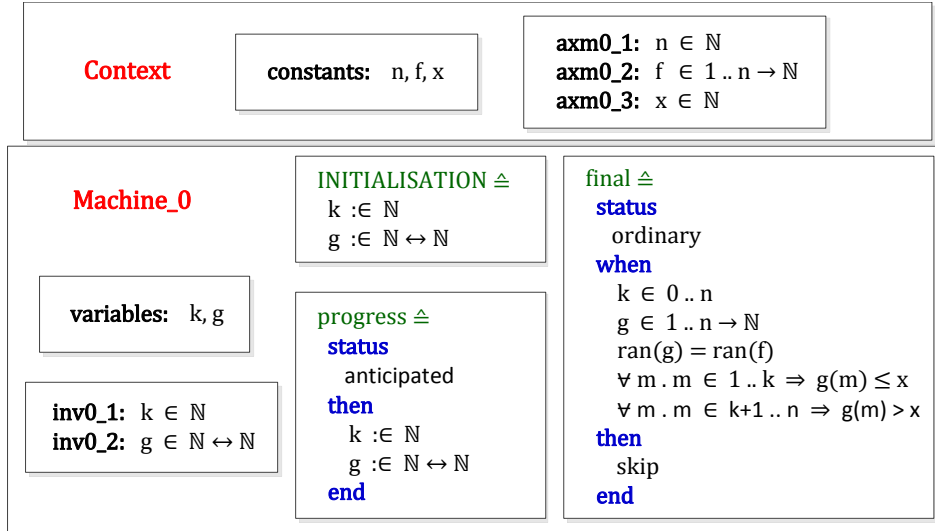 Context
constants: n, f, x
axm0_1: n ∈ ℕ
axm0_2: f ∈ 1 .. n → ℕ
axm0_3: x ∈ ℕ
Machine_0
variables: k, g
inv0_1: k ∈ ℕ
inv0_2: g ∈ ℕ ↔ ℕ
INITIALISATION ≙
k :∈ ℕ
g :∈ ℕ ↔ ℕ
progress ≙
status
anticipated
then
k :∈ ℕ
g :∈ ℕ ↔ ℕ
end
final ≙
status
ordinary
when
k ∈ 0 .. n
g ∈ 1 .. n → ℕ
ran(g) = ran(f)
∀ m . m ∈ 1 .. k ⇒ g(m) ≤ x
∀ m . m ∈ k+1 .. n ⇒ g(m) > x
then
skip
end